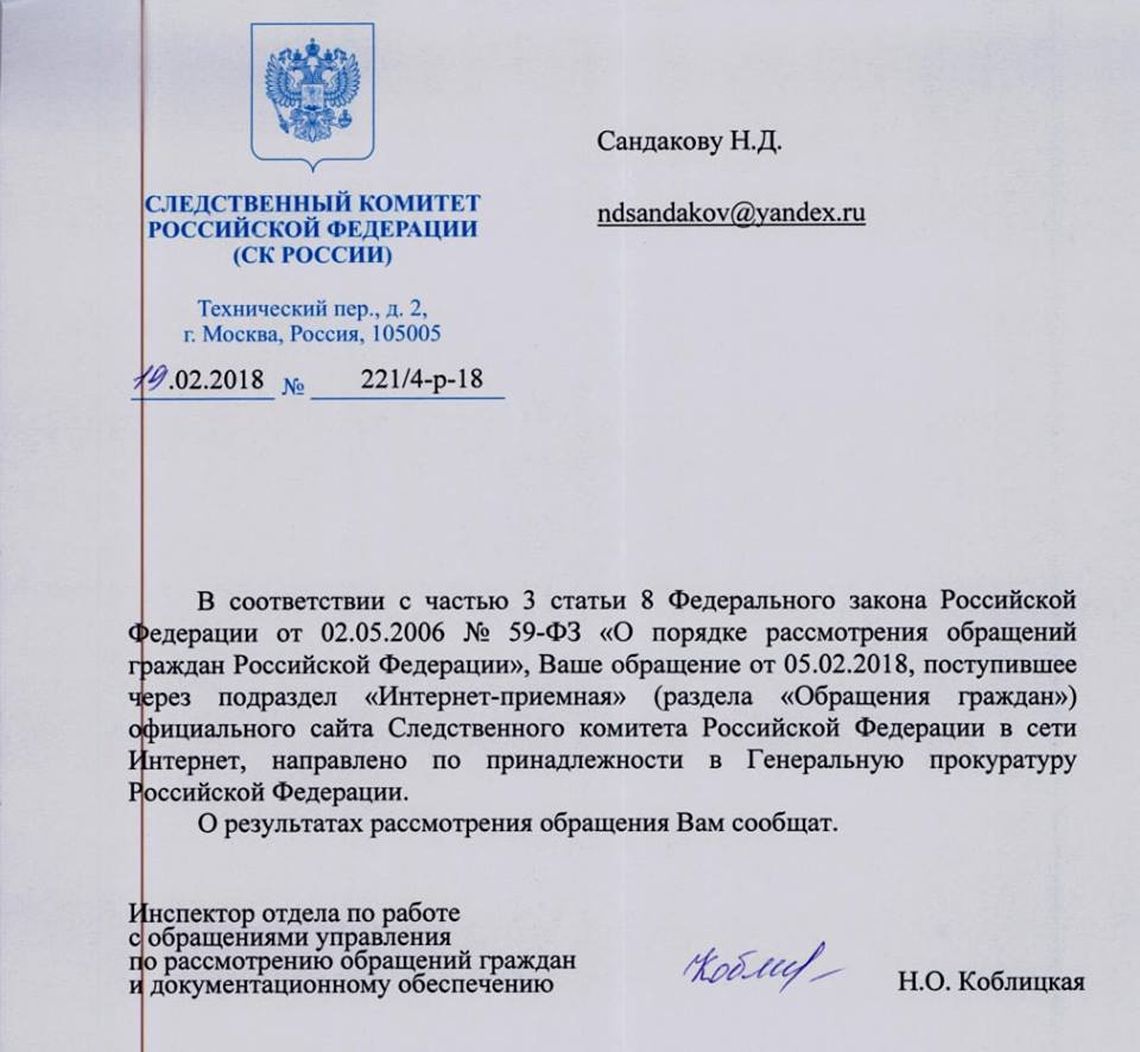 СЛЕДСТВЕННЫЙ КОМИТЕТ
РОССИЙСКОЙ ФЕДЕРАЦИИ
(СК РОССИИ)
Технический пер., д. 2,
г. Москва, Россия, 105005
19.02.2018 № 221/4-р-18
Сандакову Н.Д.
ndsandakov@yandex.ru
В соответствии с частью 3 статьи 8 Федерального закона Российской
Федерации от 02.05.2006 № 59-ФЗ «О порядке рассмотрения обращений
граждан Российской Федерации», Ваше обращение от 05.02.2018, поступившее
через подраздел «Интернет-приемная» (раздела «Обращения граждан»)
официального сайта Следственного комитета Российской Федерации в сети
Интернет, направлено по принадлежности в Генеральную прокуратуру
Российской Федерации.
О результатах рассмотрения обращения Вам сообщат.
Инспектор отдела по работе
с обращениями управления
по рассмотрению обращений граждан
и документационному обеспечению
Н.О. Коблицкая